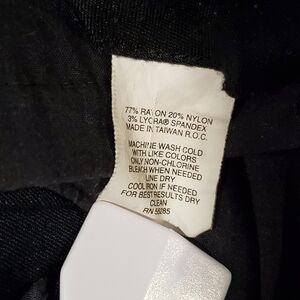 77% RAYON 20% NYLON
3% LYCRA® SPANDEX
MADE IN TAIWAN R.O.C.
MACHINE WASH COLD
WITH LIKE COLORS
ONLY NON-CHLORINE
BLEACH WHEN NEEDED
LINE DRY
COOL IRON IF NEEDED
FOR BEST RESULTS DRY
CLEAN
RN 59285